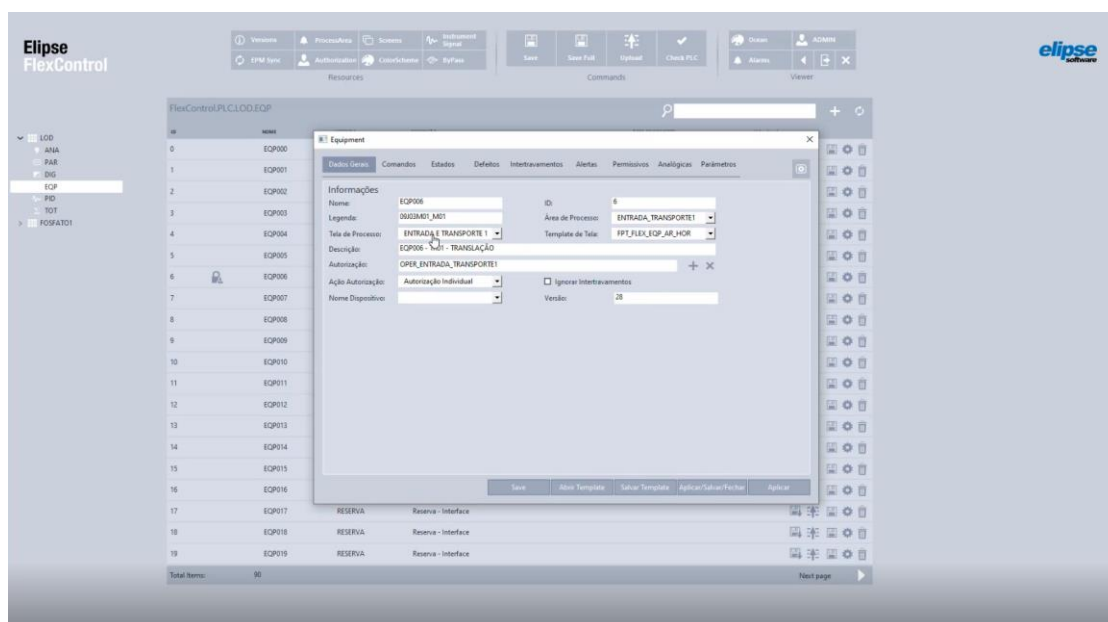 Elipse
FlexControl
Versions
ProcessArea
Screens
Instrument Signal
EPM Sync
Authorization
ColorScheme
ByPass
Resources
Save
Save Full
Upload
Check PLC
Commands
Ocean
ADMIN
Alarms
Viewer
elipse
software
FlexControl.PLC.LOD.EQP
LOD
ANA
PAR
DIG
EQP
PID
TOT
FOSFATO1
ID NOME
0 EQP000
1 EQP001
2 EQP002
3 EQP003
4 EQP004
5 EQP005
6 EQP006
7 EQP007
8 EQP008
9 EQP009
10 EQP010
11 EQP011
12 EQP012
13 EQP013
14 EQP014
15 EQP015
16 EQP016
17 EQP017 RESERVA Reserva - Interface
18 EQP018 RESERVA Reserva - Interface
19 EQP019 RESERVA Reserva - Interface
Total Items: 90 Next page
Equipment
Dados Gerais Comandos Estados Defeitos Intertravamentos Alertas Permissivos Analógicas Parâmetros
Informações
Nome: EQP006 ID: 6
Legenda: 09J03M01_M01 Área de Processo: ENTRADA_TRANSPORTE1
Tela de Processo: ENTRADA E TRANSPORTE 1 Template de Tela: FPT_FLEX_EQP_AR_HOR
Descrição: EQP006 - M01 - TRANSLAÇÃO
Autorização: OPER_ENTRADA_TRANSPORTE1
Ação Autorização: Autorização Individual Ignorar Intertravamentos
Nome Dispositivo: Versão: 28
Save Abrir Template Salvar Template Aplicar/Salvar/Fechar Aplicar